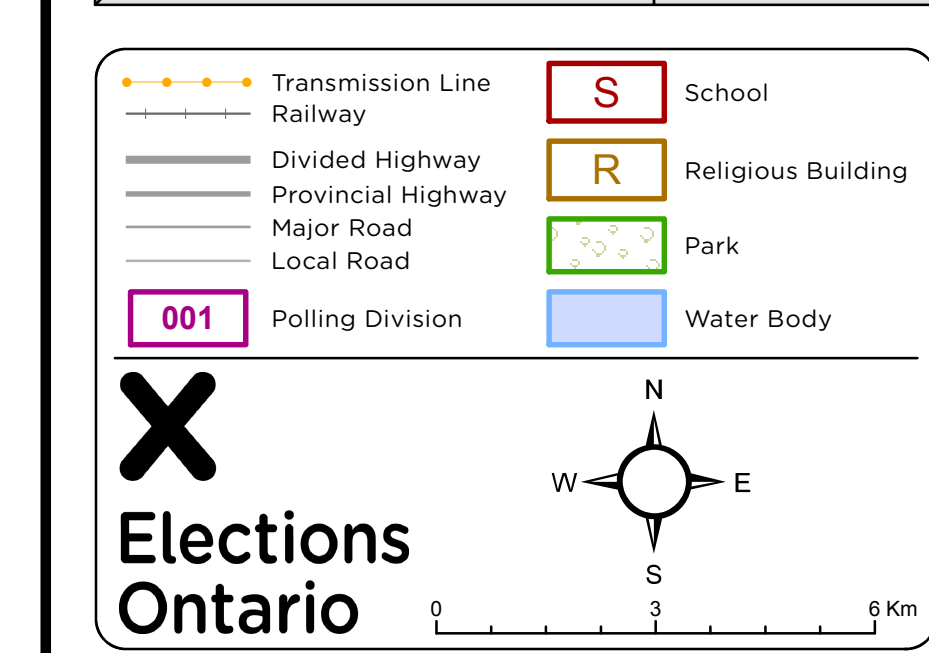 Transmission Line
Railway
Divided Highway
Provincial Highway
Major Road
Local Road
001 Polling Division
S School
R Religious Building
Park
Water Body
Elections
Ontario
N
W E
S
0 3 6 Km